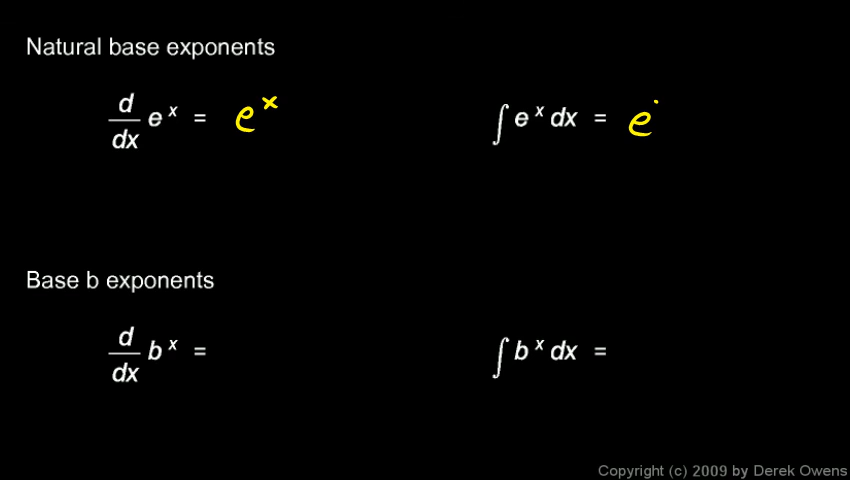 Natural base exponents
d/dx e^x = e^x
∫ e^x dx = e
Base b exponents
d/dx b^x =
∫ b^x dx =
Copyright (c) 2009 by Derek Owens